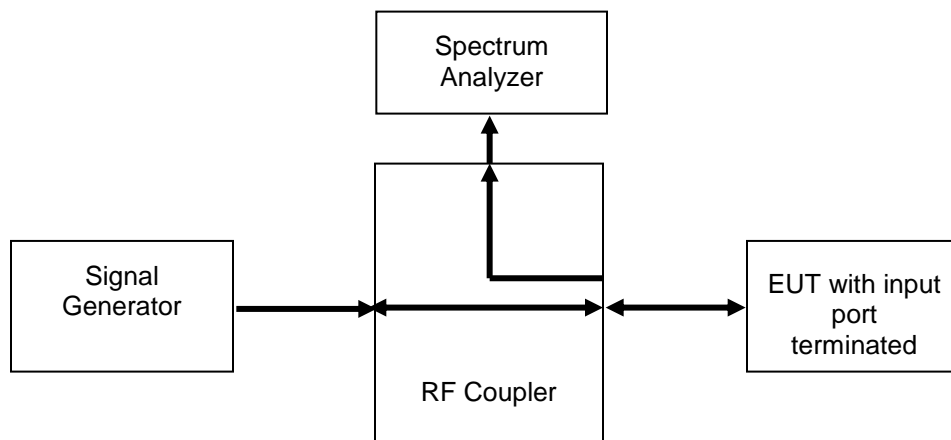 Spectrum
Analyzer
Signal
Generator
EUT with input
port
terminated
RF Coupler